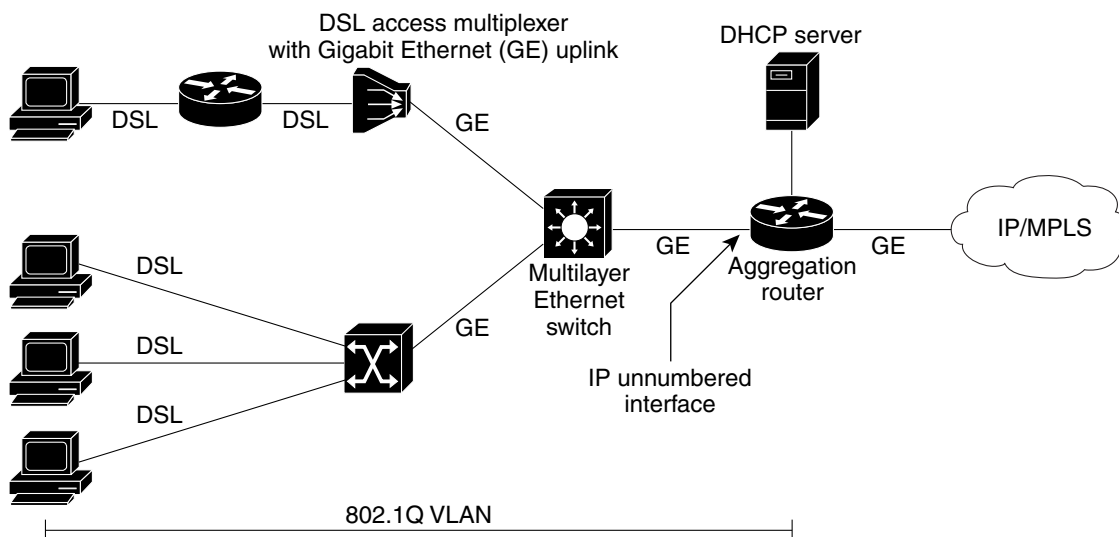 DSL access multiplexer
with Gigabit Ethernet (GE) uplink
DHCP server
DSL
DSL
GE
IP/MPLS
DSL
GE
GE
Multilayer
Ethernet
switch
Aggregation
router
GE
DSL
IP unnumbered
interface
DSL
802.1Q VLAN